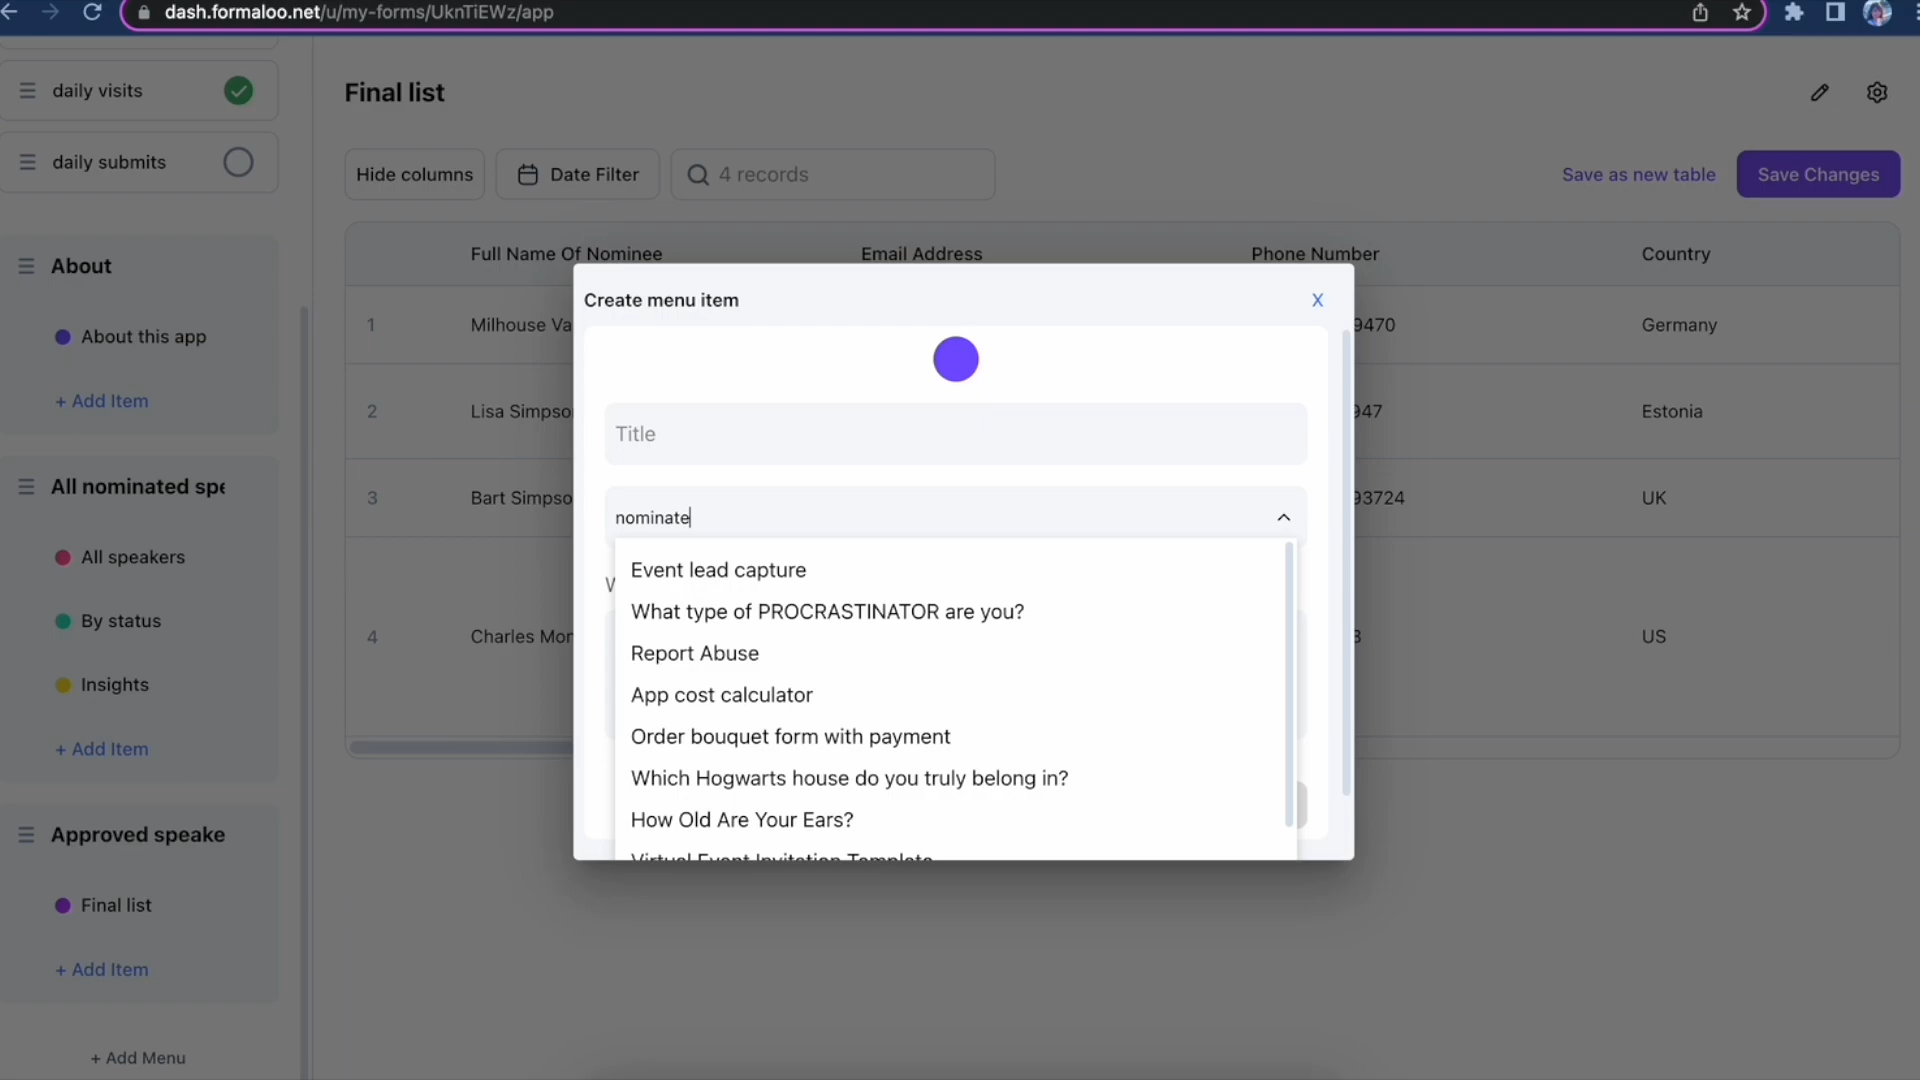 dash.formaloo.net/u/my-forms/UknTiEWz/app
daily visits
daily submits
About
About this app
+ Add Item
All nominated spe
All speakers
By status
Insights
+ Add Item
Approved speake
Final list
+ Add Item
+ Add Menu
Final list
Hide columns
Date Filter
4 records
Save as new table
Save Changes
Full Name Of Nominee Email Address Phone Number Country
1 Milhouse Va 9470 Germany
2 Lisa Simpso 947 Estonia
3 Bart Simpso 93724 UK
4 Charles Mon US
Create menu item
X
Title
nominate
Event lead capture
What type of PROCRASTINATOR are you?
Report Abuse
App cost calculator
Order bouquet form with payment
Which Hogwarts house do you truly belong in?
How Old Are Your Ears?
Virtual Event Invitation Template